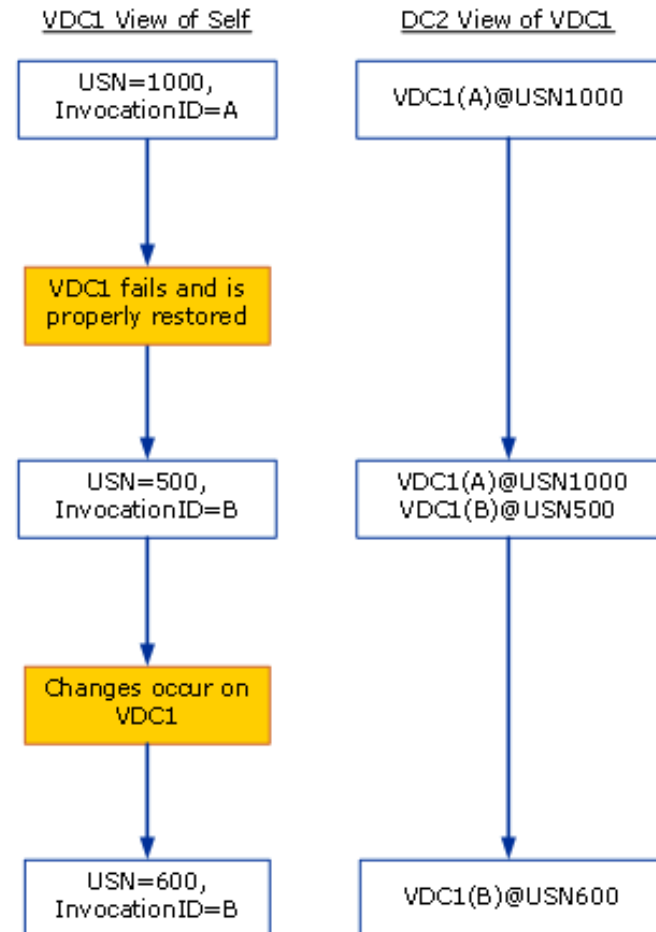 VDC1 View of Self
DC2 View of VDC1
USN=1000,
InvocationID=A
VDC1(A)@USN1000
VDC1 fails and is
properly restored
USN=500,
InvocationID=B
VDC1(A)@USN1000
VDC1(B)@USN500
Changes occur on
VDC1
USN=600,
InvocationID=B
VDC1(B)@USN600